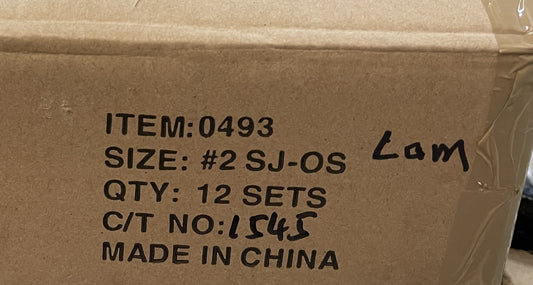 ITEM:0493
SIZE: #2 SJ-OS Lam
QTY: 12 SETS
C/T NO:1545
MADE IN CHINA